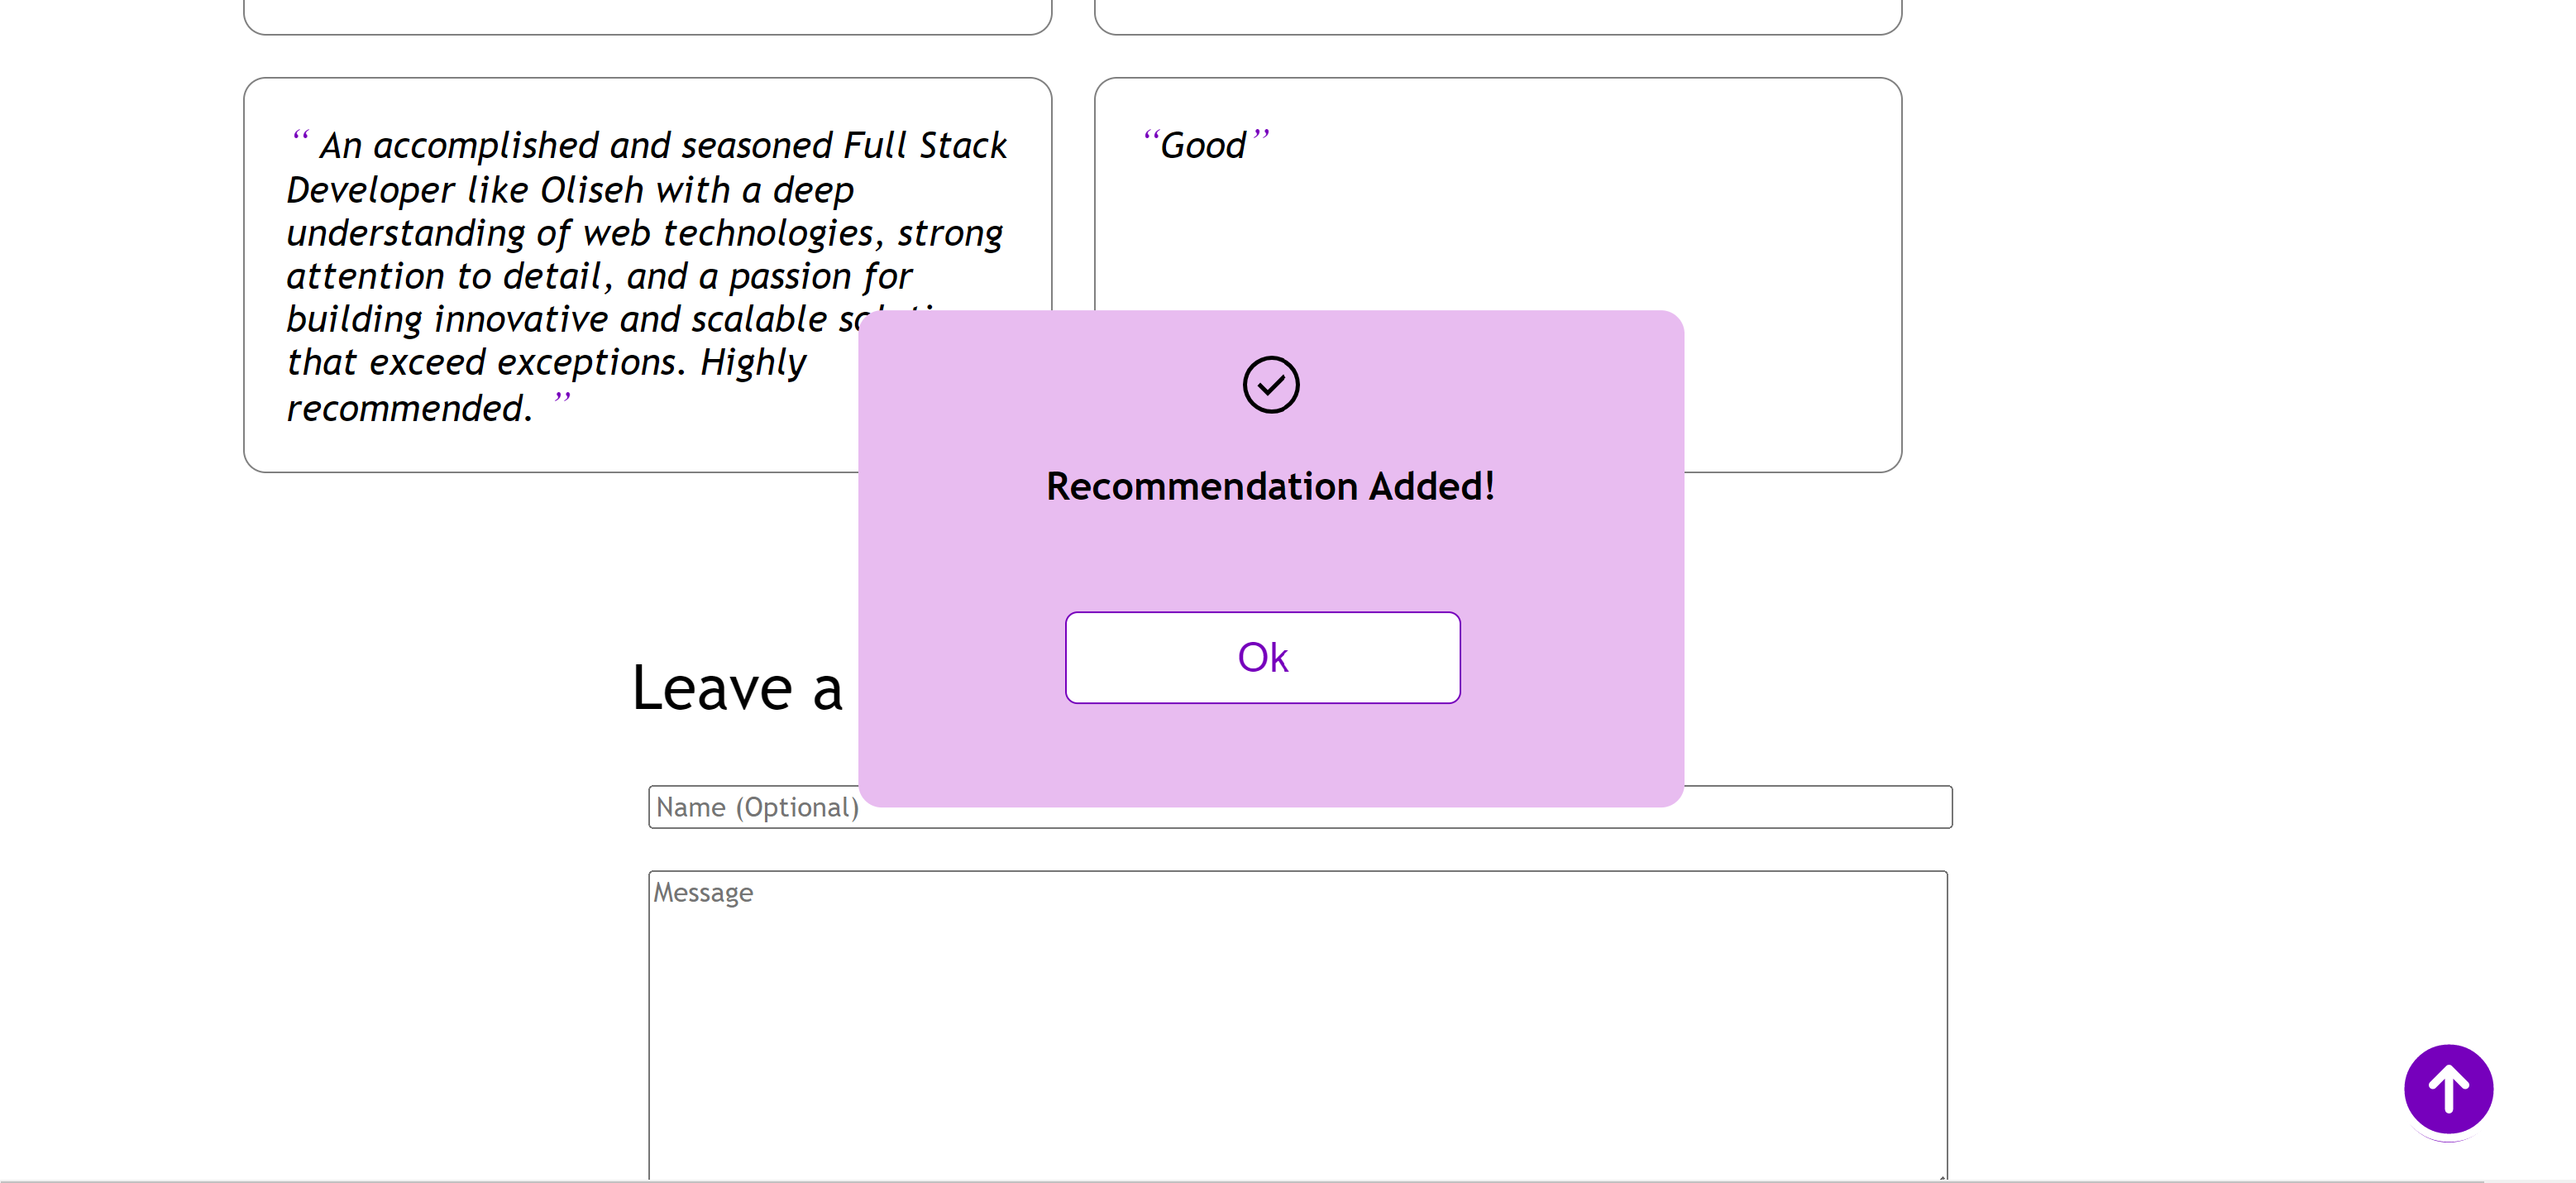 “ An accomplished and seasoned Full Stack
Developer like Oliseh with a deep
understanding of web technologies, strong
attention to detail, and a passion for
building innovative and scalable
that exceed exceptions. Highly
recommended. ”
“Good”
Recommendation Added!
Ok
Leave a
Name (Optional)
Message